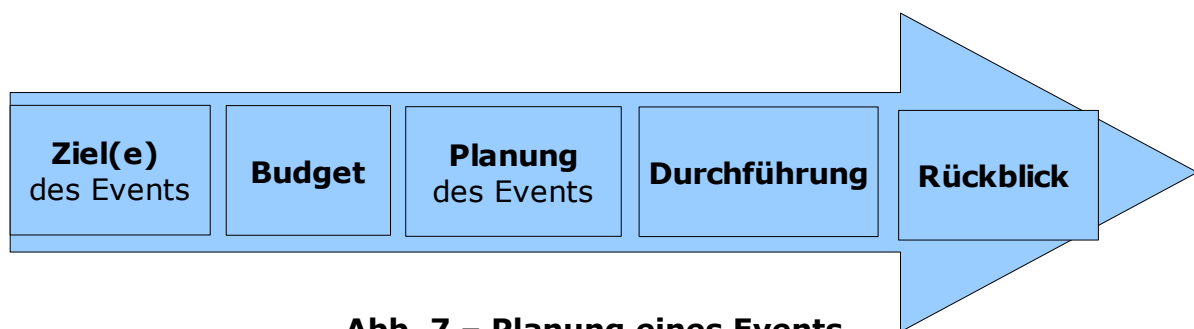 Ziel(e)
des Events
Budget
Planung
des Events
Durchführung
Rückblick
Abb. 7 – Planung eines Events